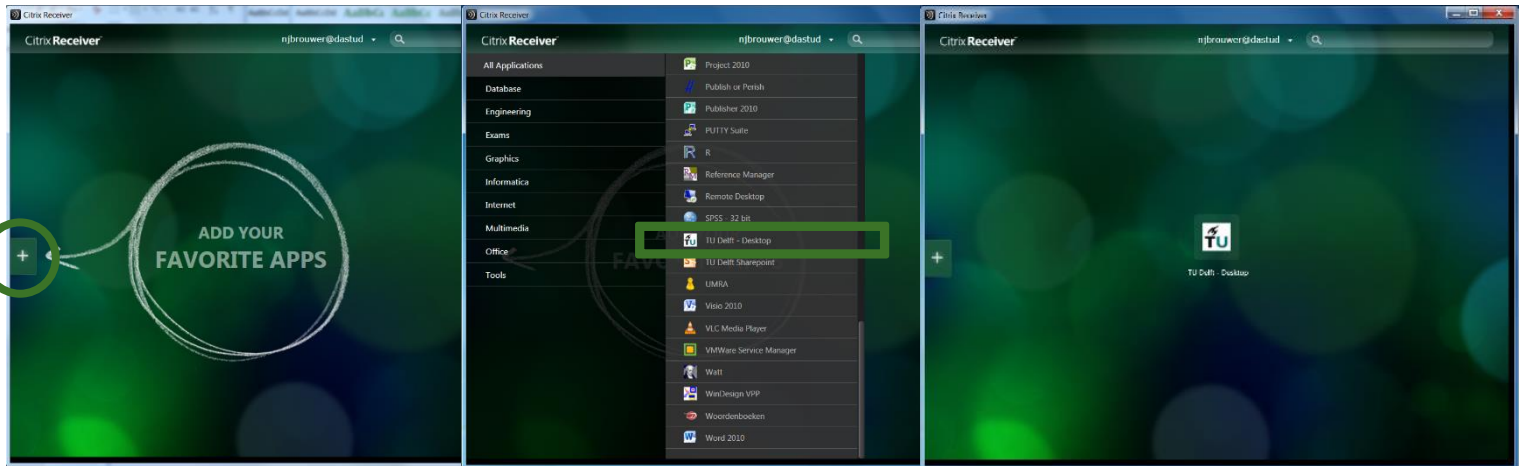 Citrix Receiver
Citrix Receiver
njbrouwer@dastud
ADD YOUR
FAVORITE APPS
+
Citrix Receiver
Citrix Receiver
njbrouwer@dastud
All Applications
Database
Engineering
Exams
Graphics
Informatica
Internet
Multimedia
Office
Tools
Project 2010
Publish or Perish
Publisher 2010
PUTTY Suite
R
Reference Manager
Remote Desktop
SPSS - 32 bit
TU Delft - Desktop
TU Delft Sharepoint
UMRA
Visio 2010
VLC Media Player
VMWare Service Manager
Watt
WinDesign VPP
Woordenboeken
Word 2010
Citrix Receiver
Citrix Receiver
njbrouwer@dastud
+
TU
TU Delft - Desktop